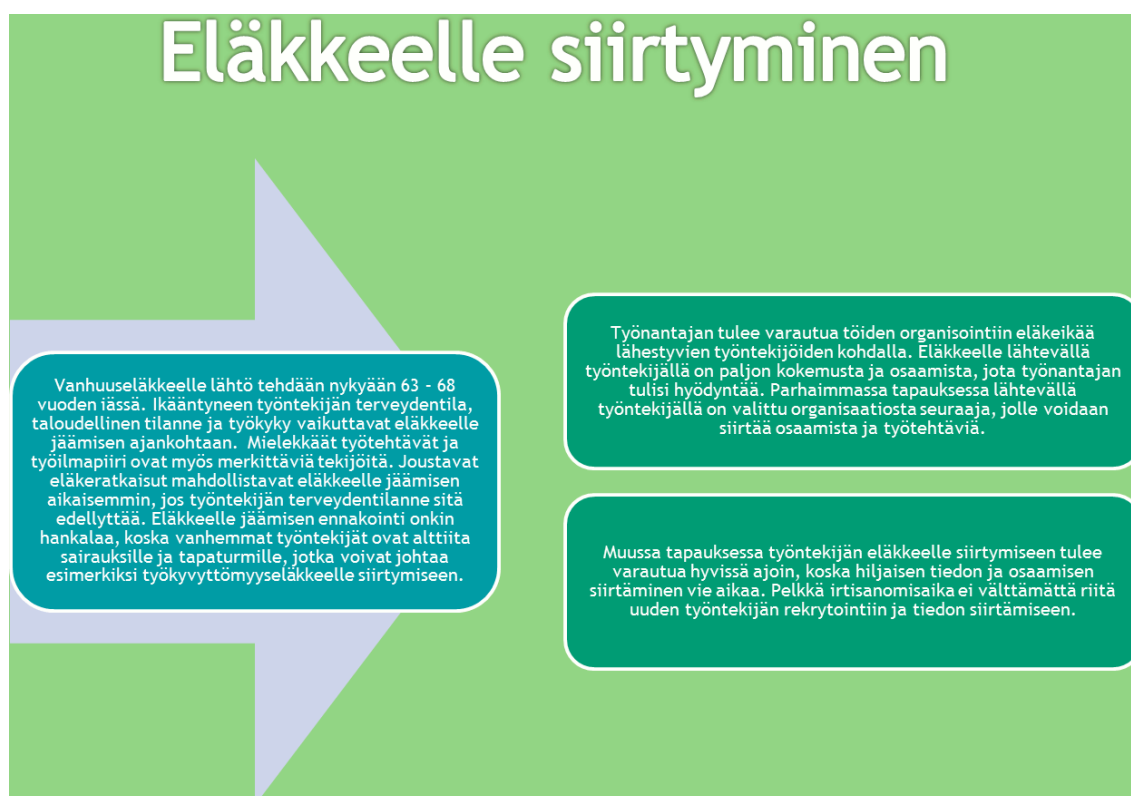 Eläkkeelle siirtyminen
Vanhuuseläkkeelle lähtö tehdään nykyään 63 – 68
vuoden iässä. Ikääntyneen työntekijän terveydentila,
taloudellinen tilanne ja työkyky vaikuttavat eläkkeelle
jäämisen ajankohtaan. Mielekkäät työtehtävät ja
työilmapiiri ovat myös merkittäviä tekijöitä. Joustavat
eläkeratkaisut mahdollistavat eläkkeelle jäämisen
aikaisemmin, jos työntekijän terveydentilanne sitä
edellyttää. Eläkkeelle jäämisen ennakointi onkin
hankalaa, koska vanhemmat työntekijät ovat alttiita
sairauksille ja tapaturmille, jotka voivat johtaa
esimerkiksi työkyvyttömyyseläkkeelle siirtymiseen.
Työnantajan tulee varautua töiden organisointiin eläkeikää
lähestyvien työntekijöiden kohdalla. Eläkkeelle lähtevällä
työntekijällä on paljon kokemusta ja osaamista, jota työnantajan
tulisi hyödyntää. Parhaimmassa tapauksessa lähtevällä
työntekijällä on valittu organisaatiosta seuraaja, jolle voidaan
siirtää osaamista ja työtehtäviä.
Muussa tapauksessa työntekijän eläkkeelle siirtymiseen tulee
varautua hyvissä ajoin, koska hiljaisen tiedon ja osaamisen
siirtäminen vie aikaa. Pelkkä irtisanomisaika ei välttämättä riitä
uuden työntekijän rekrytointiin ja tiedon siirtämiseen.